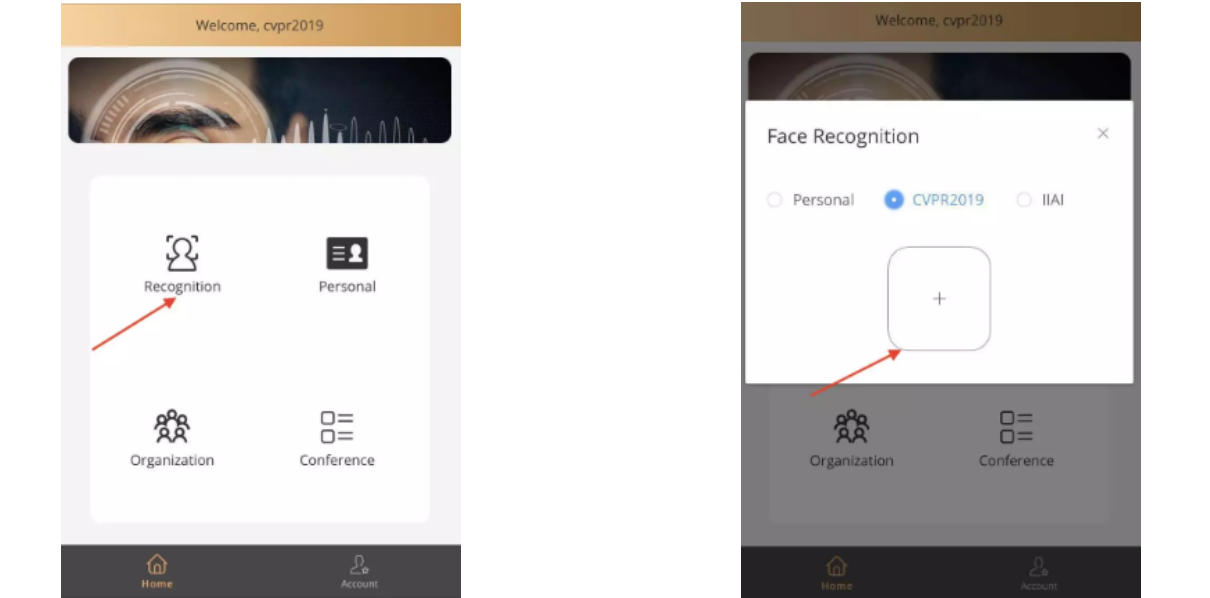 Welcome, cvpr2019
Recognition
Personal
Organization
Conference
Home
Account
Welcome, cvpr2019
Face Recognition
×
Personal
CVPR2019
IIAI
+
Organization
Conference
Home
Account